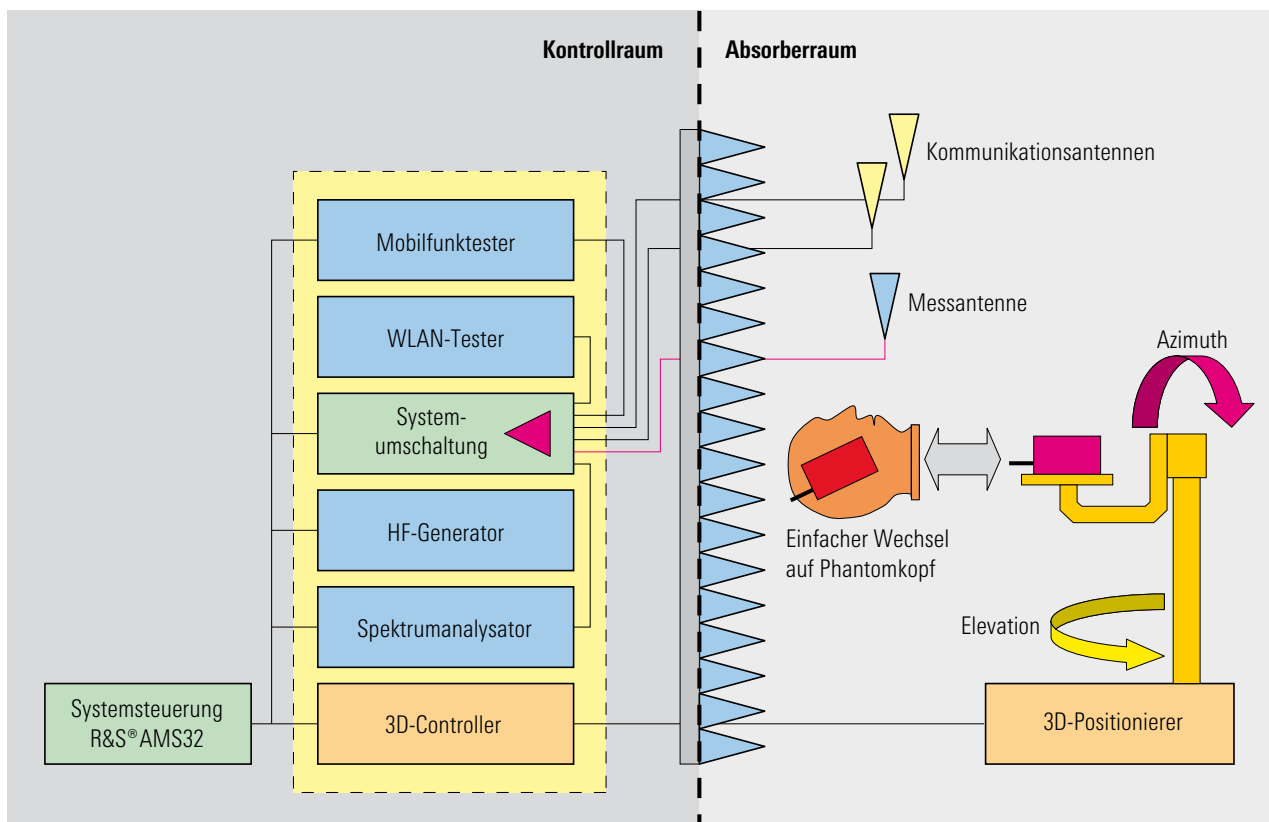 Kontrollraum
Absorberraum
Kommunikationsantennen
Mobilfunktester
WLAN-Tester
Messantenne
Azimuth
System-
umschaltung
HF-Generator
Einfacher Wechsel
auf Phantomkopf
Spektrumanalysator
Elevation
Systemsteuerung
R&S® AMS32
3D-Controller
3D-Positionierer